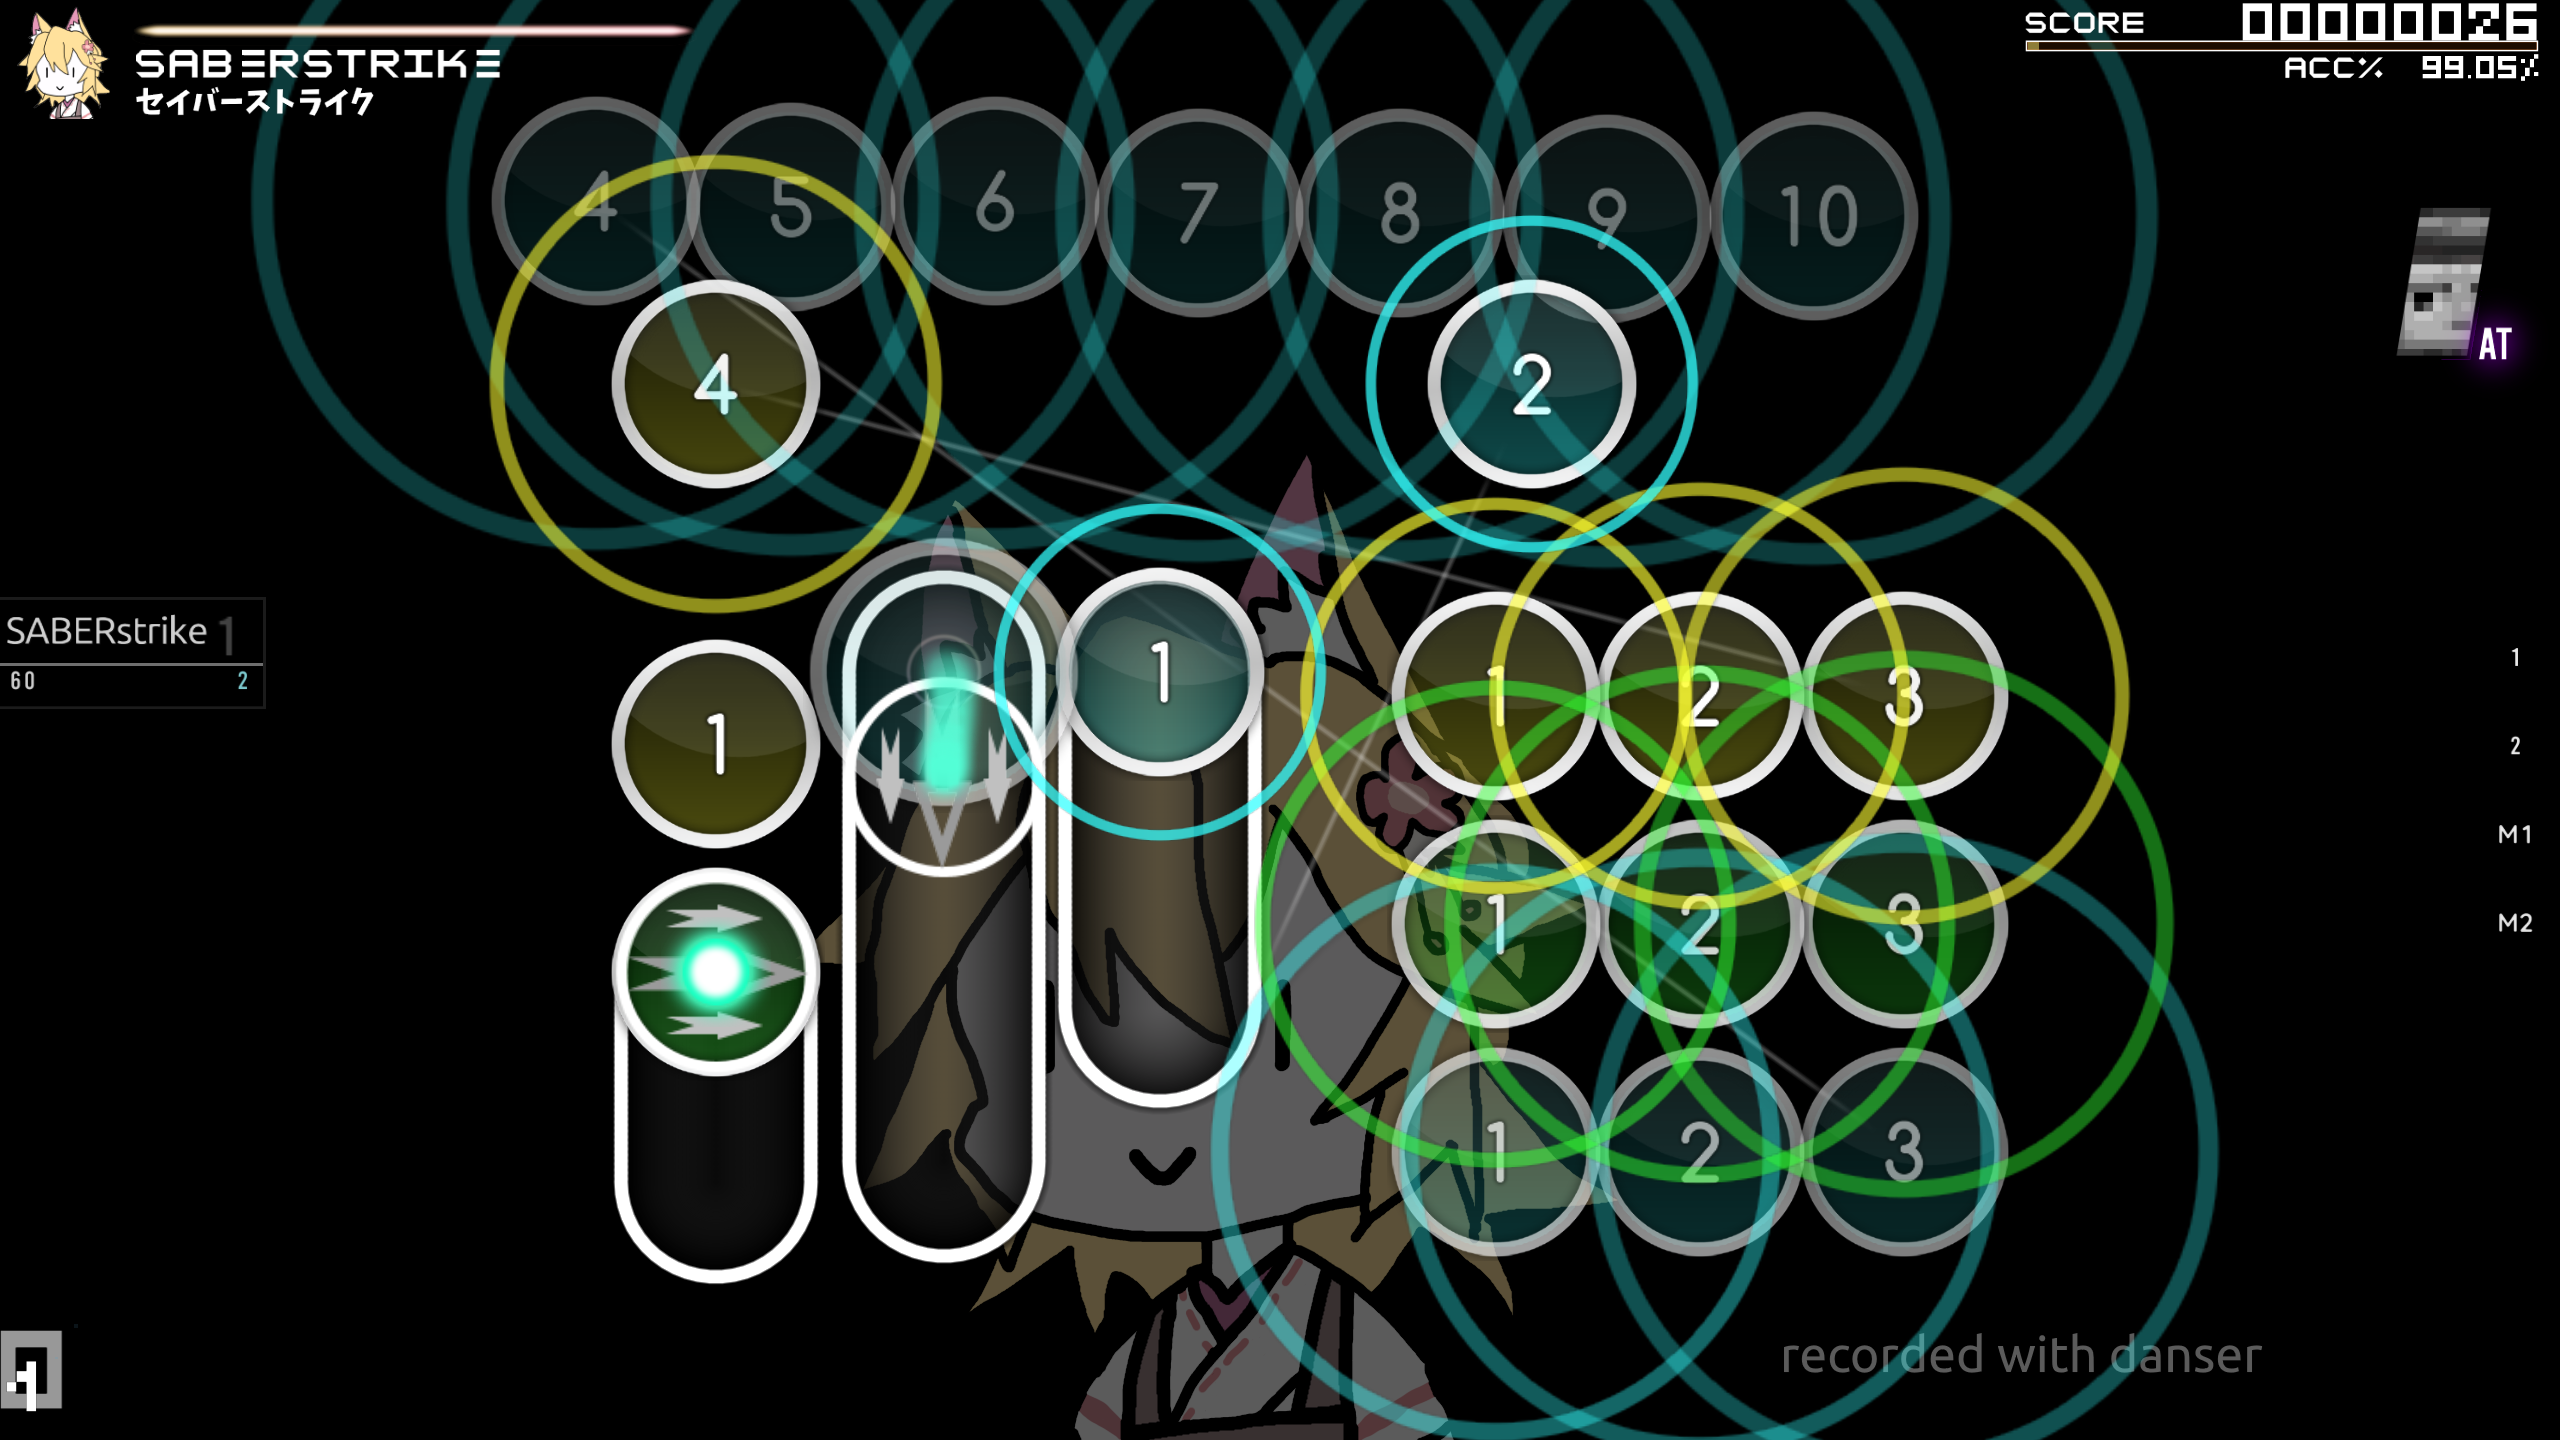 SABERSTRIKE
セイバーストライク
SCORE 00000026
ACC% 99.05%
4 5 6 7 8 9 10
4 2
AT
SABERstrike 1
60 2
1 1 1 2 3
1 2 3
1 2 3
1
2
M1
M2
recorded with danser